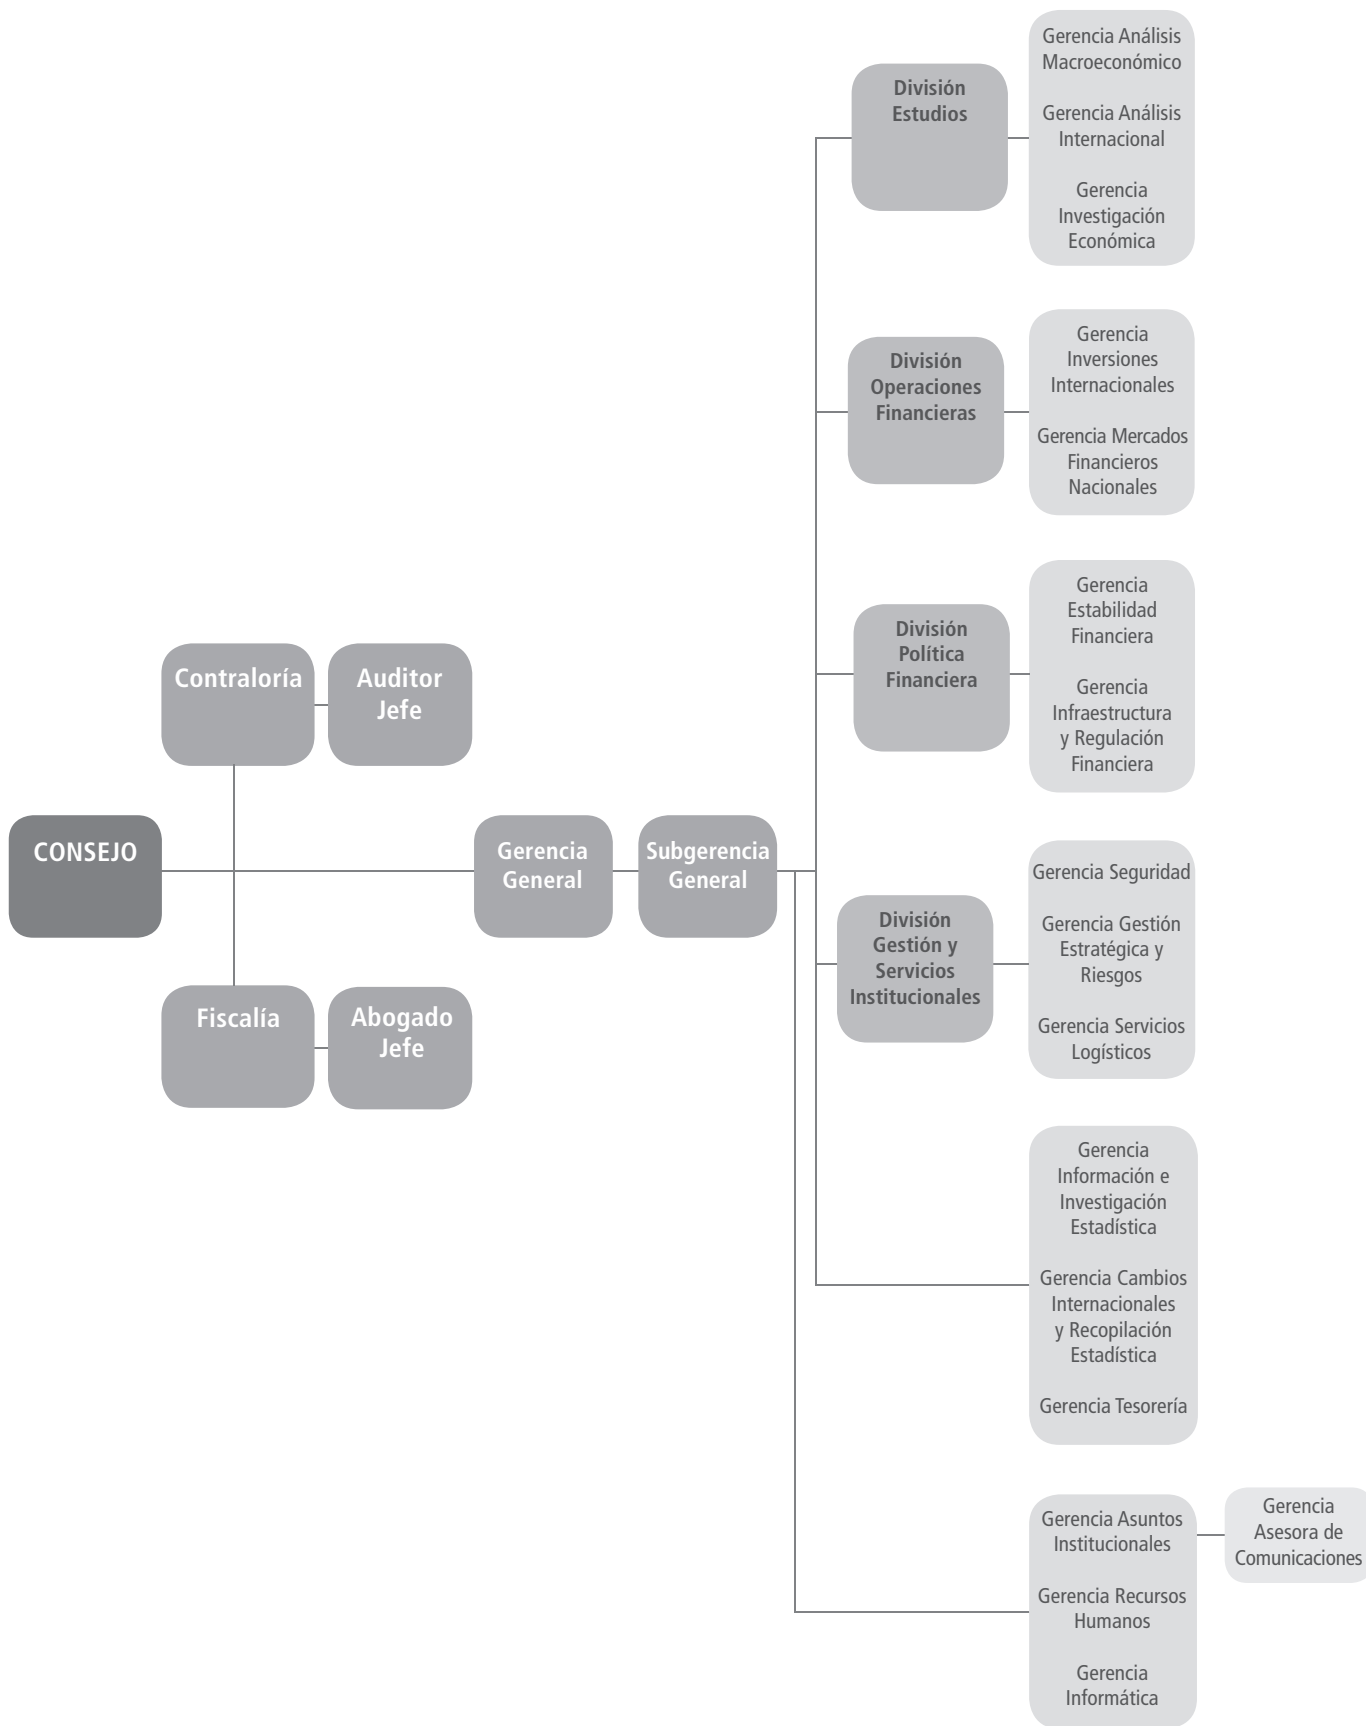 CONSEJO
Contraloría
Auditor
Jefe
Fiscalía
Abogado
Jefe
Gerencia
General
Subgerencia
General
División
Estudios
Gerencia Análisis
Macroeconómico
Gerencia Análisis
Internacional
Gerencia
Investigación
Económica
División
Operaciones
Financieras
Gerencia
Inversiones
Internacionales
Gerencia Mercados
Financieros
Nacionales
División
Política
Financiera
Gerencia
Estabilidad
Financiera
Gerencia
Infraestructura
y Regulación
Financiera
División
Gestión y
Servicios
Institucionales
Gerencia Seguridad
Gerencia Gestión
Estratégica y
Riesgos
Gerencia Servicios
Logísticos
Gerencia
Información e
Investigación
Estadística
Gerencia Cambios
Internacionales
y Recopilación
Estadística
Gerencia Tesorería
Gerencia Asuntos
Institucionales
Gerencia Recursos
Humanos
Gerencia
Informática
Gerencia
Asesora de
Comunicaciones